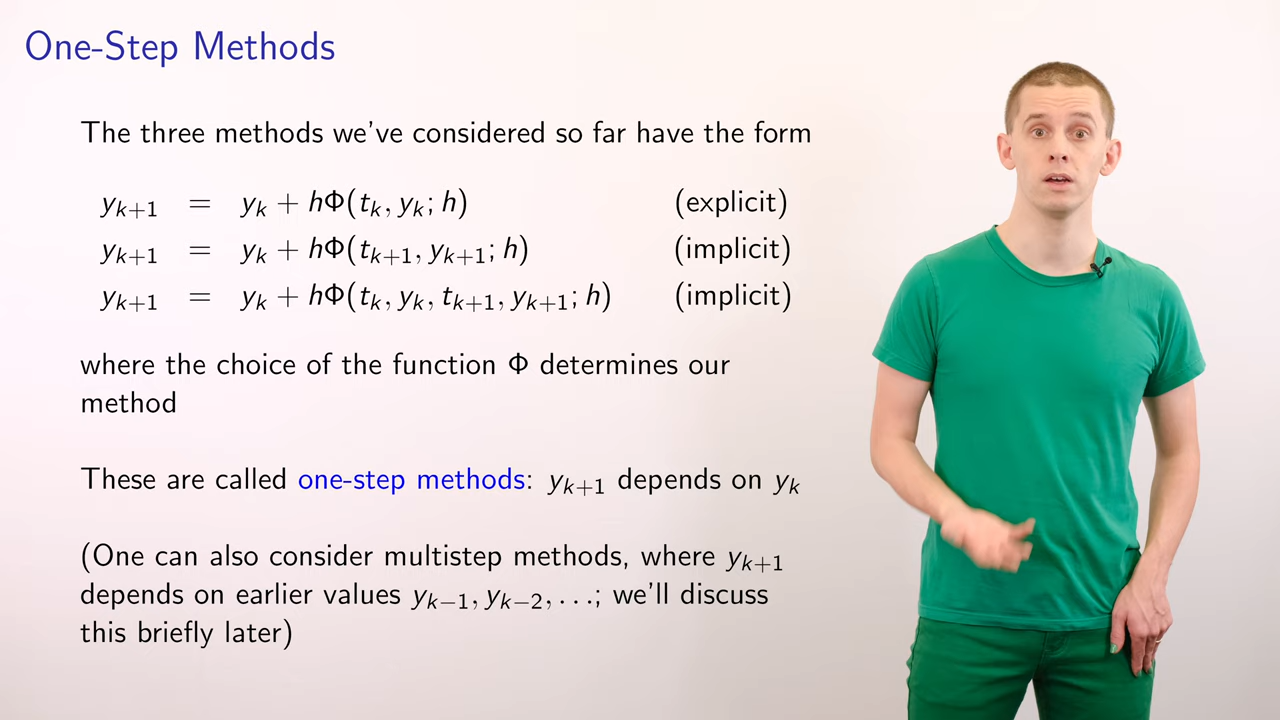 One-Step Methods
The three methods we've considered so far have the form
yₖ₊₁ = yₖ + hΦ(tₖ, yₖ; h) (explicit)
yₖ₊₁ = yₖ + hΦ(tₖ₊₁, yₖ₊₁; h) (implicit)
yₖ₊₁ = yₖ + hΦ(tₖ, yₖ, tₖ₊₁, yₖ₊₁; h) (implicit)
where the choice of the function Φ determines our
method
These are called one-step methods: yₖ₊₁ depends on yₖ
(One can also consider multistep methods, where yₖ₊₁
depends on earlier values yₖ₋₁, yₖ₋₂, ...; we'll discuss
this briefly later)